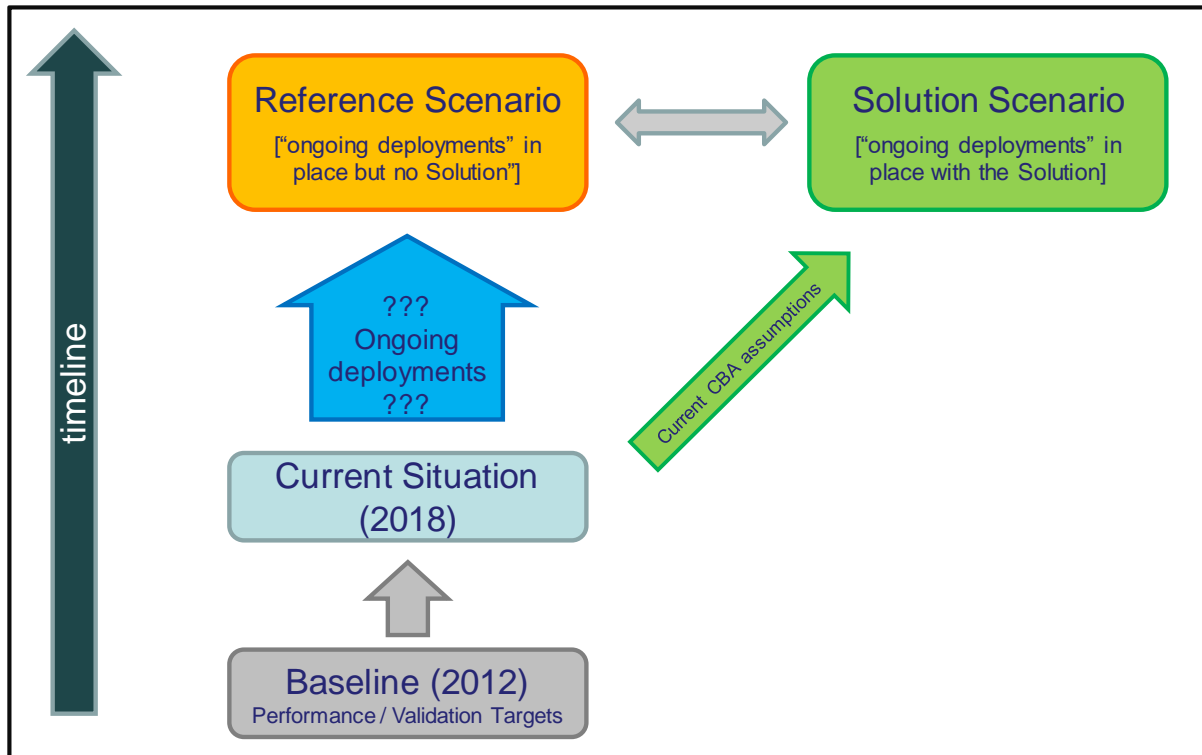 Reference Scenario
[“ongoing deployments” in
place but no Solution”]
Solution Scenario
[“ongoing deployments” in
place with the Solution]
???
Ongoing
deployments
???
Current CBA assumptions
timeline
Current Situation
(2018)
Baseline (2012)
Performance / Validation Targets